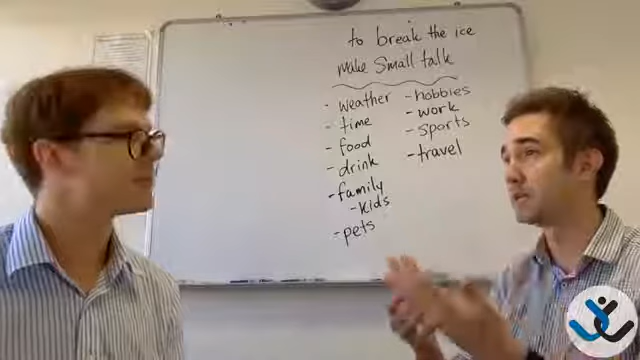 to break the ice
make small talk
- weather
- time
- food
- drink
- family
- kids
- pets
- hobbies
- work
- sports
- travel